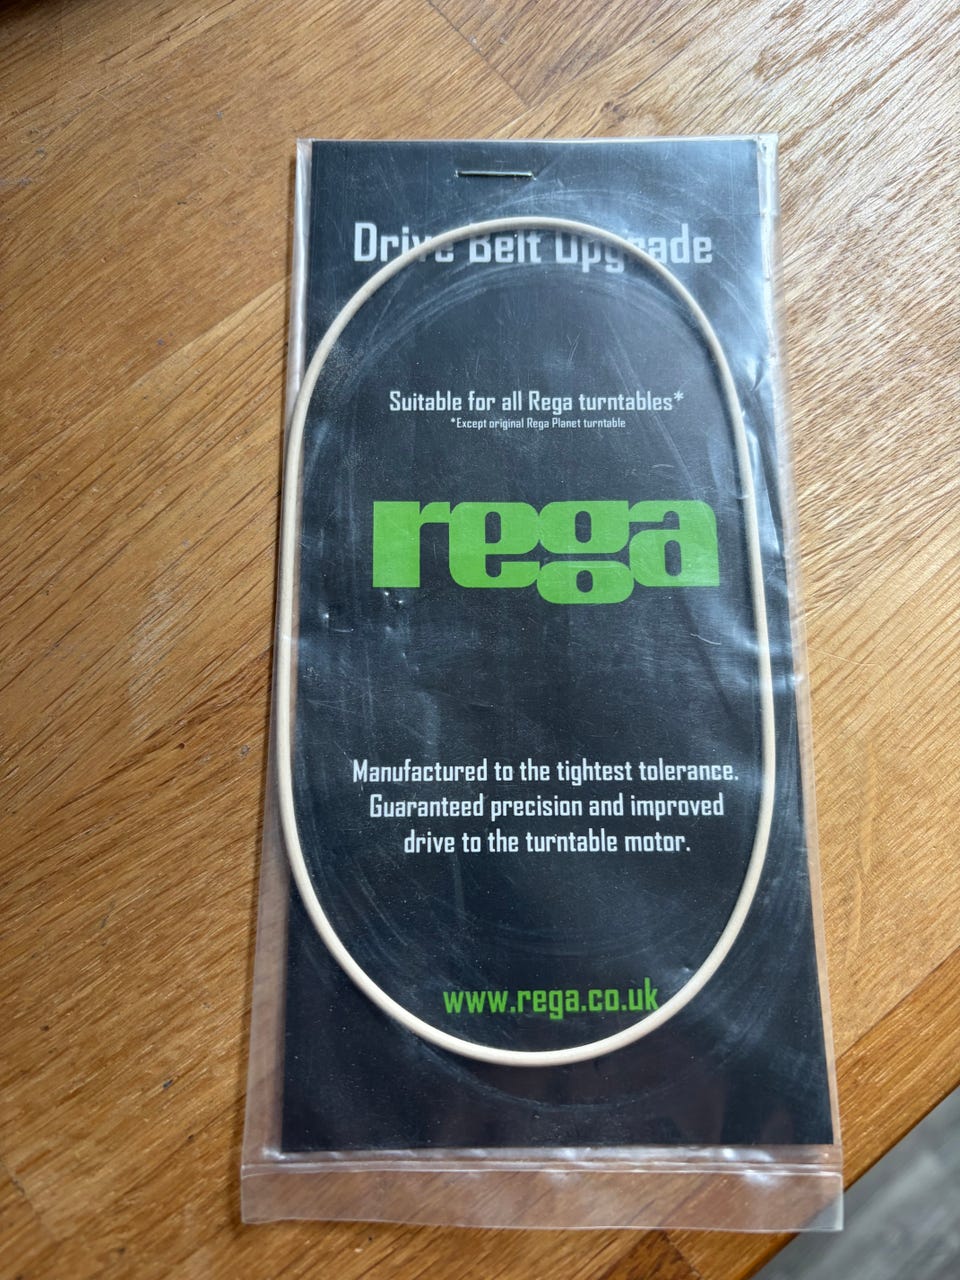 Drive Belt Upgrade
Suitable for all Rega turntables*
*Except original Rega Planet turntable
rega
Manufactured to the tightest tolerance.
Guaranteed precision and improved
drive to the turntable motor.
www.rega.co.uk